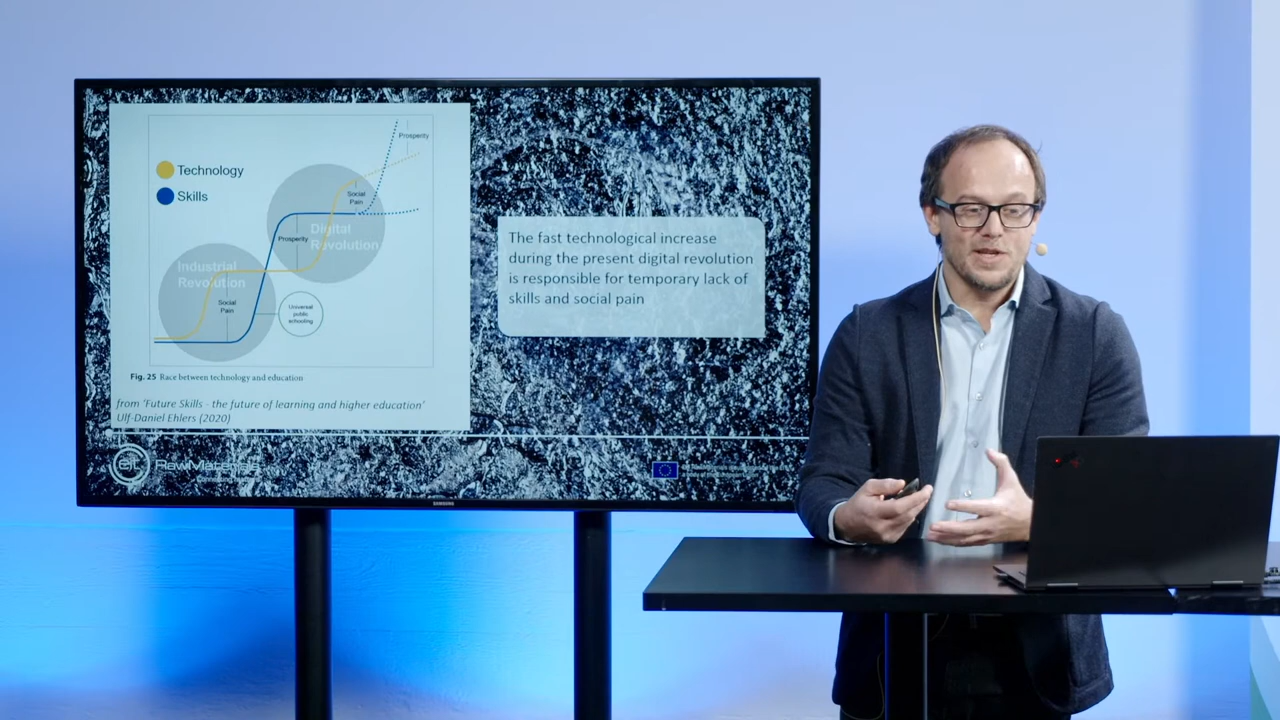 Technology
Skills
Prosperity
Social
Pain
Prosperity
Digital
Revolution
Industrial
Revolution
Social
Pain
Universal
public
schooling
Fig. 25 Race between technology and education
from 'Future Skills - the future of learning and higher education'
Ulf-Daniel Ehlers (2020)
The fast technological increase
during the present digital revolution
is responsible for temporary lack of
skills and social pain
eit RawMaterials
SAMSUNG